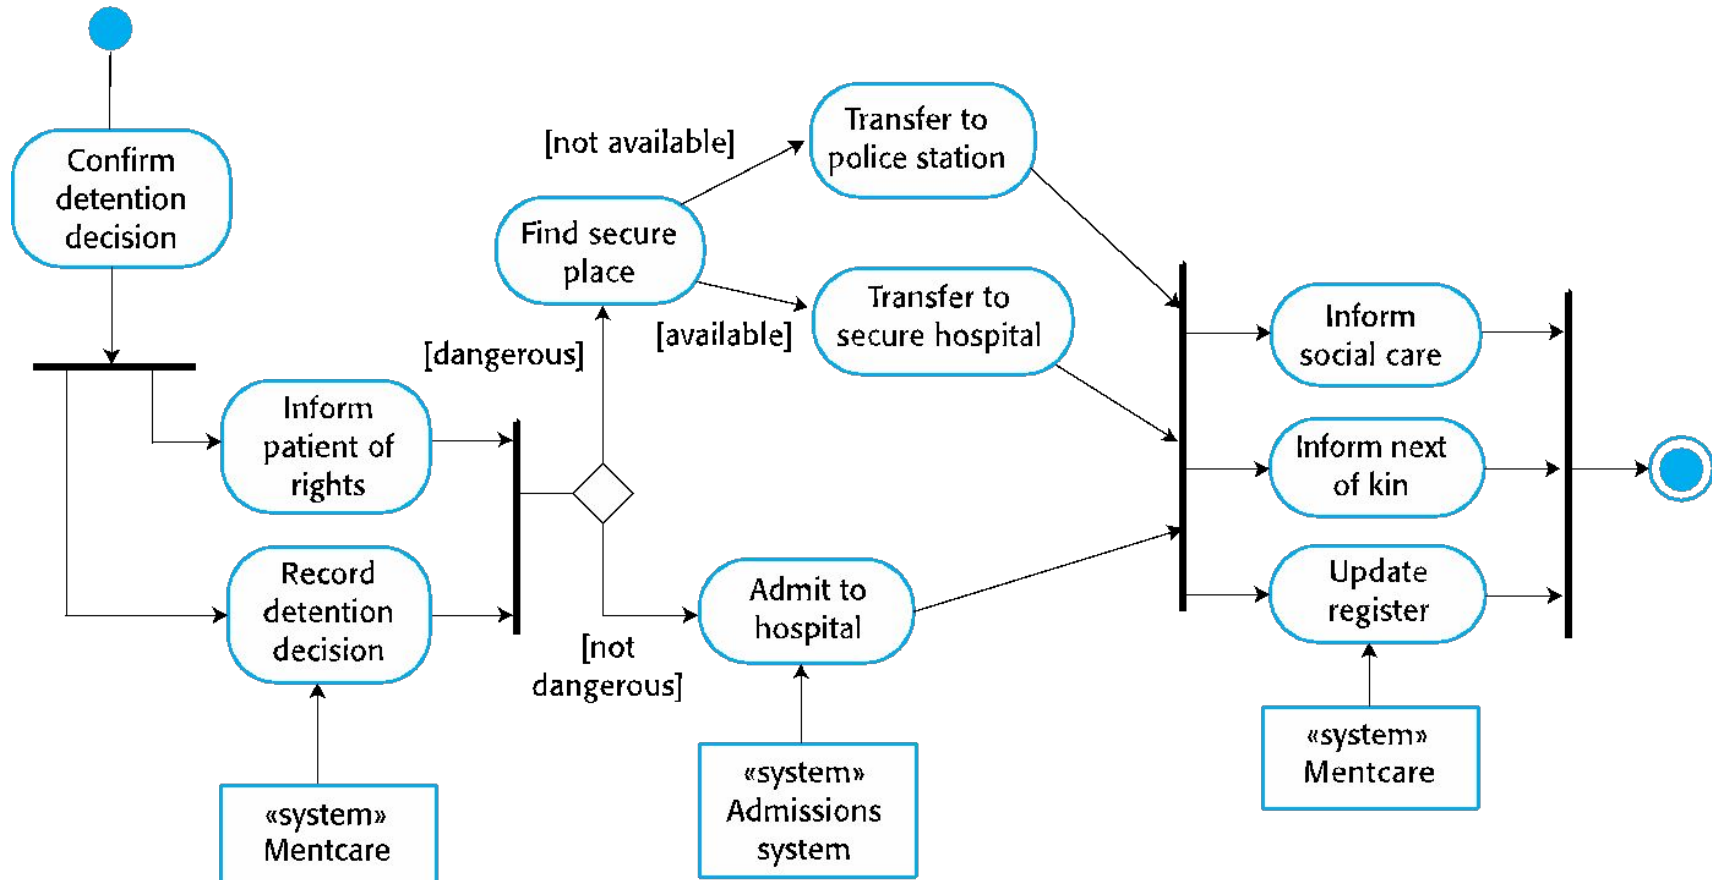 Confirm
detention
decision
Inform
patient of
rights
Record
detention
decision
«system»
Mentcare
[dangerous]
[not
dangerous]
Find secure
place
[not available]
[available]
Transfer to
police station
Transfer to
secure hospital
Admit to
hospital
«system»
Admissions
system
Inform
social care
Inform next
of kin
Update
register
«system»
Mentcare